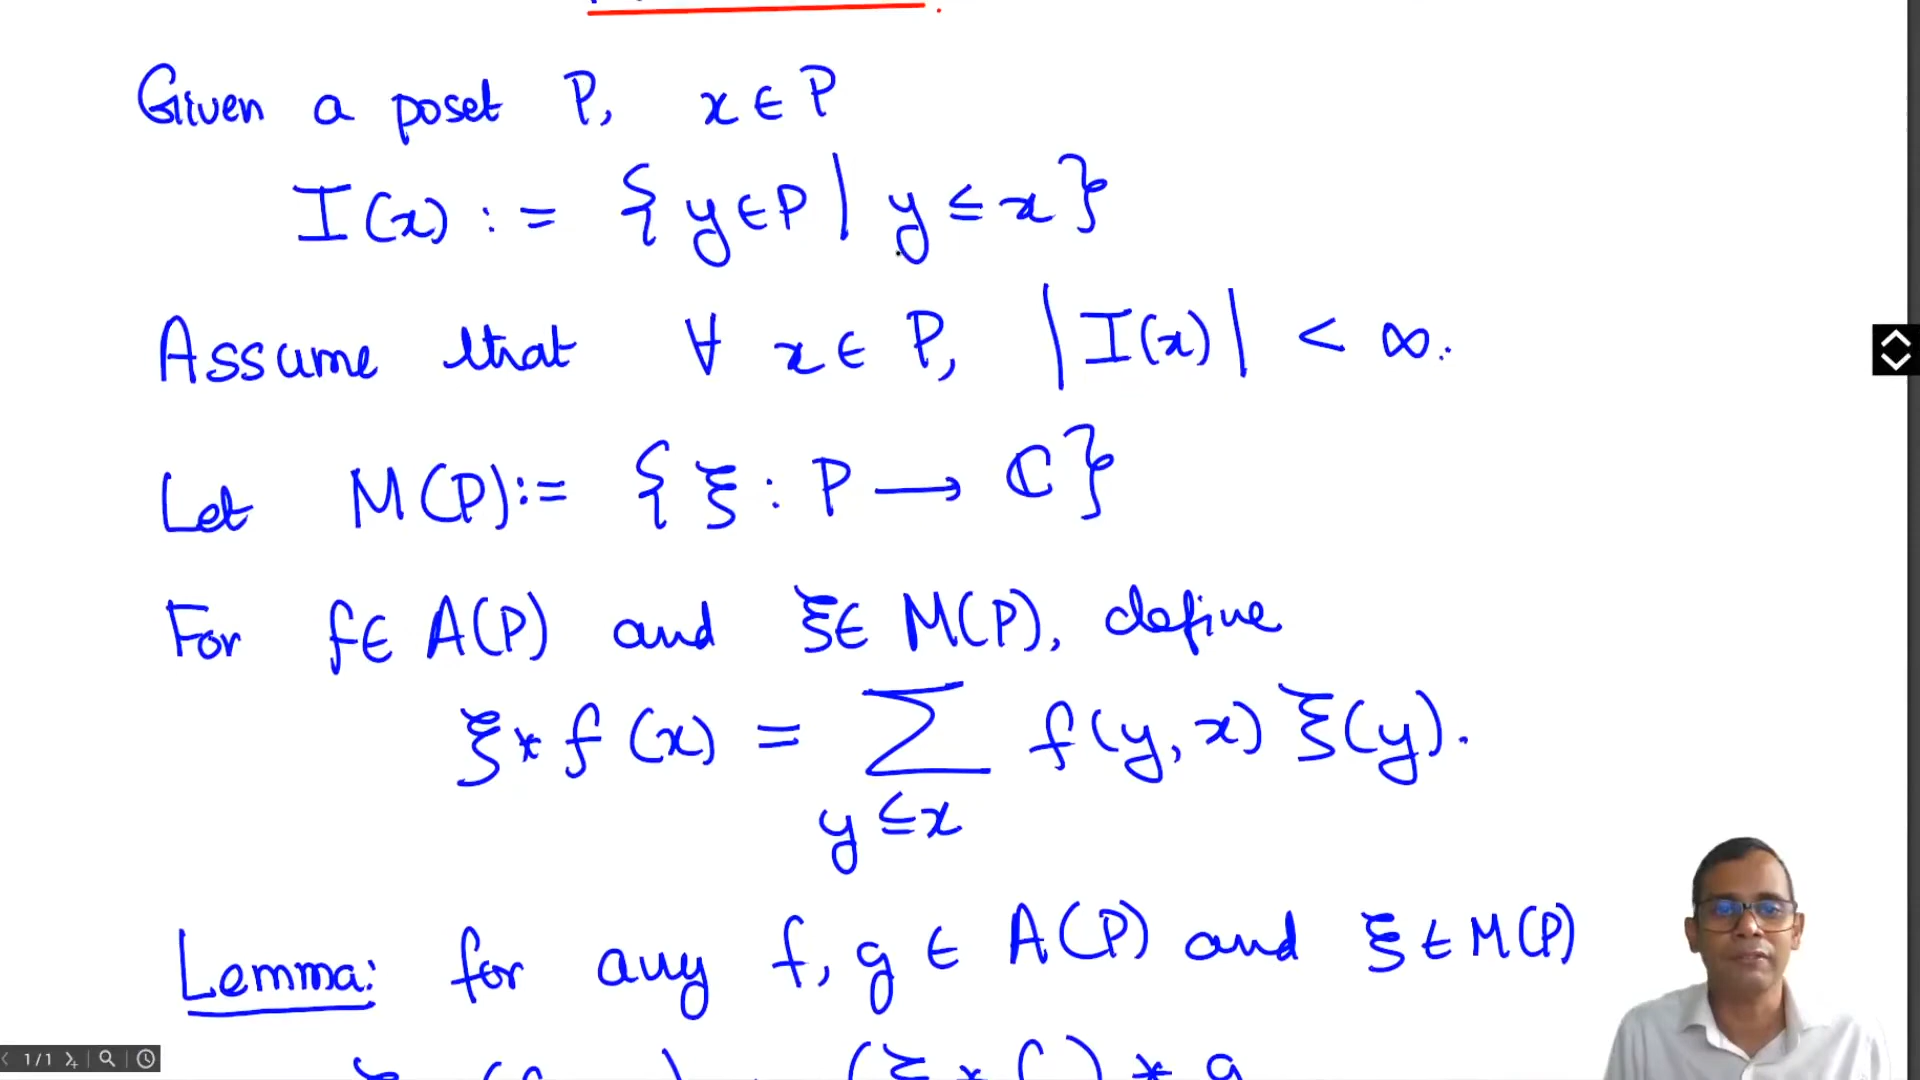 Given a poset P, x ∈ P
I(x) := { y ∈ P | y ≤ x }
Assume that ∀ x ∈ P, |I(x)| < ∞.
Let M(P) := { ξ : P → ℂ }
For f ∈ A(P) and ξ ∈ M(P), define
ξ * f (x) = Σ f(y, x) ξ(y).
y ≤ x
Lemma: for any f, g ∈ A(P) and ξ ∈ M(P)
(ξ * f) * g
1/1